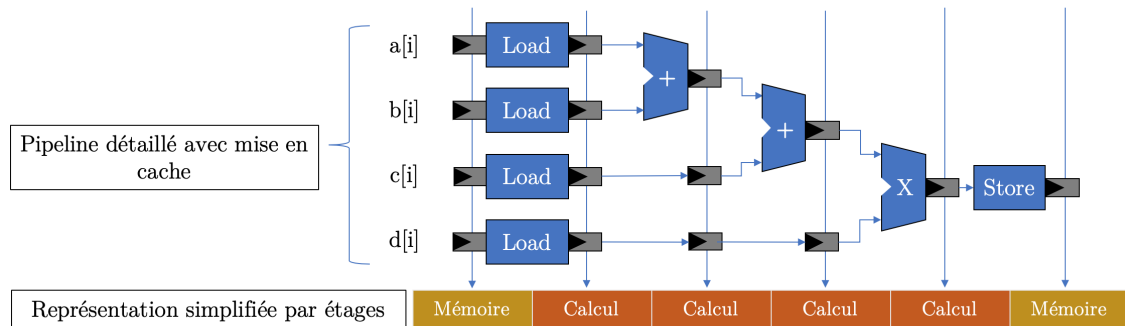 a[i]
Load
+
b[i]
Load
+
Pipeline détaillé avec mise en
cache
c[i]
Load
X
Store
d[i]
Load
Représentation simplifiée par étages
Mémoire
Calcul
Calcul
Calcul
Calcul
Mémoire